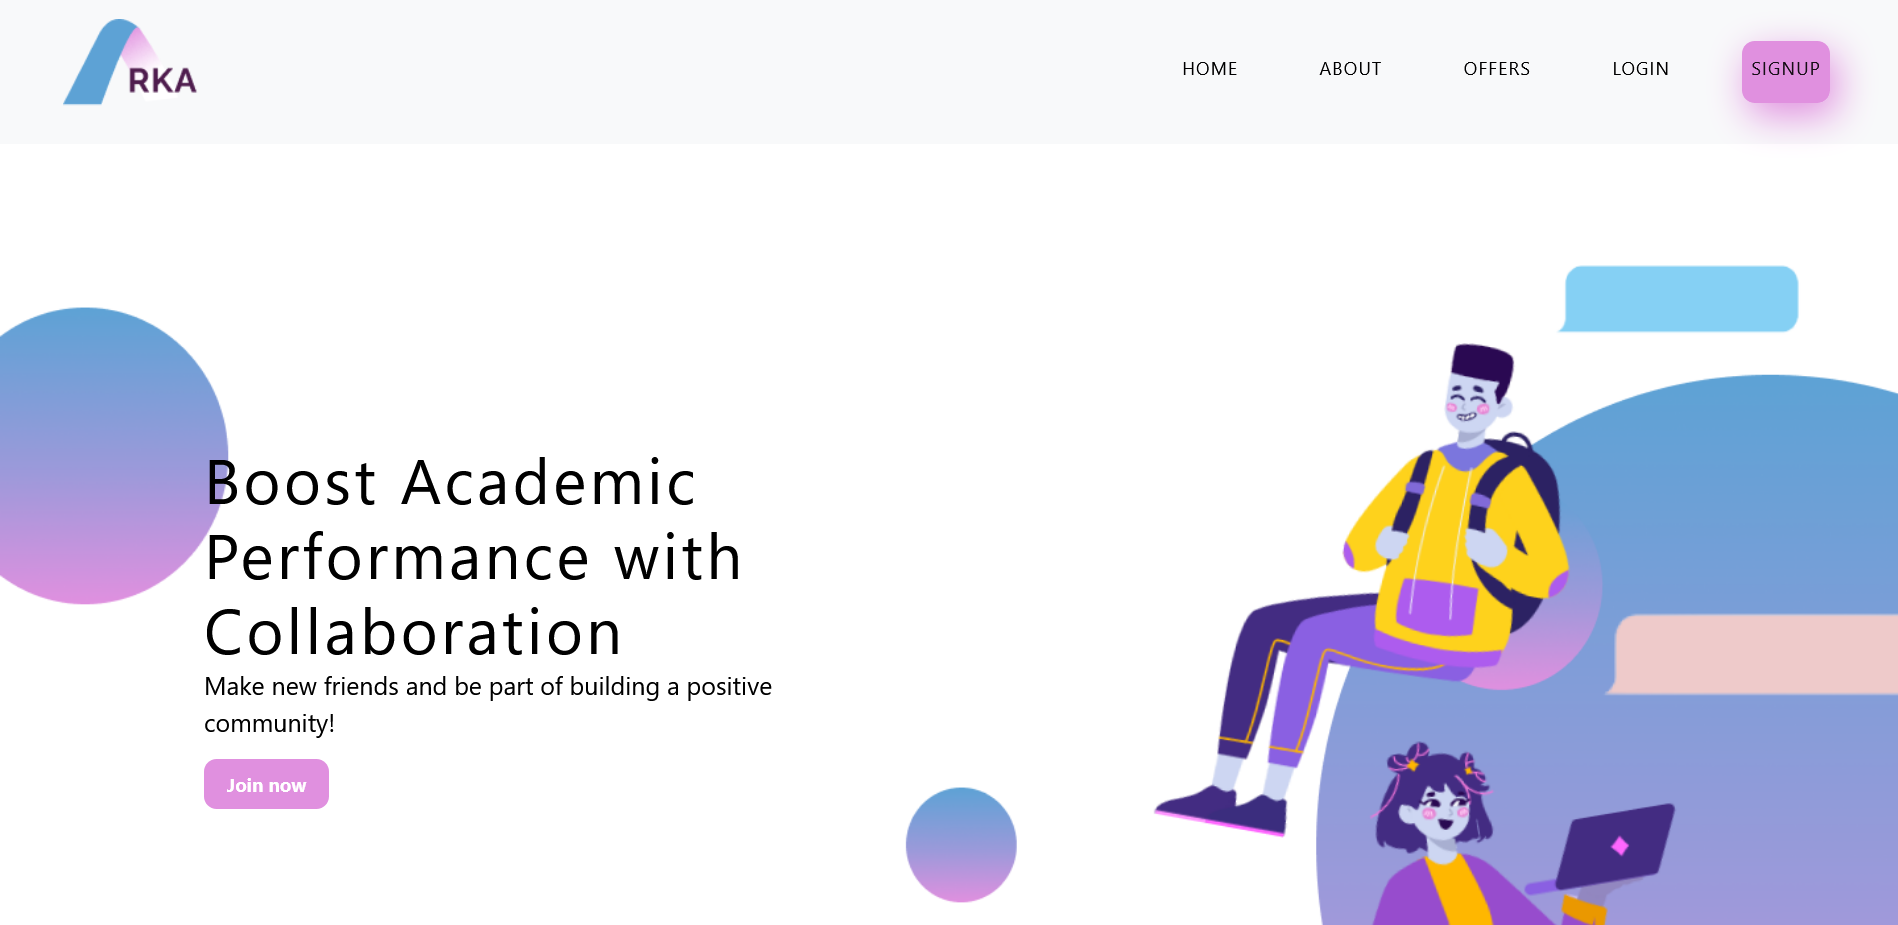 RKA
HOME ABOUT OFFERS LOGIN SIGNUP
Boost Academic
Performance with
Collaboration
Make new friends and be part of building a positive
community!
Join now